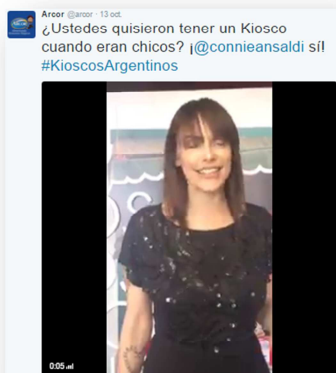 Arcor @arcor · 13 oct.
¿Ustedes quisieron tener un Kiosco
cuando eran chicos? ¡@connieansaldi sí!
#KioscosArgentinos
0:05